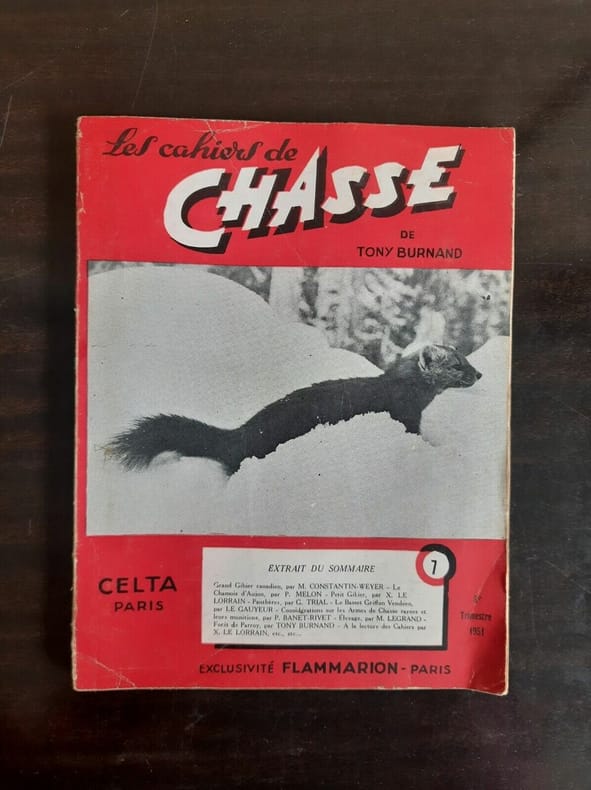 Les cahiers de
CHASSE
DE
TONY BURNAND
CELTA
PARIS
EXTRAIT DU SOMMAIRE
Grand Gibier canadien, par M. CONSTANTIN-WEYER - Le
Chamois d'Aujon, par P. MELON - Petit Gibier, par X. LE
LORRAIN - Panthères, par G. TRIAL - Le Basset Griffon Vendéen,
par LE GAUYEUR - Considérations sur les Armes de Chasse rayées et
leurs munitions, par P. BANET-RIVET - Élevage, par M. LEGRAND -
Forêt de Parroy, par TONY BURNAND - A la lecture des Cahiers par
X. LE LORRAIN, etc., etc...
7
Trimestre
1951
EXCLUSIVITÉ FLAMMARION - PARIS